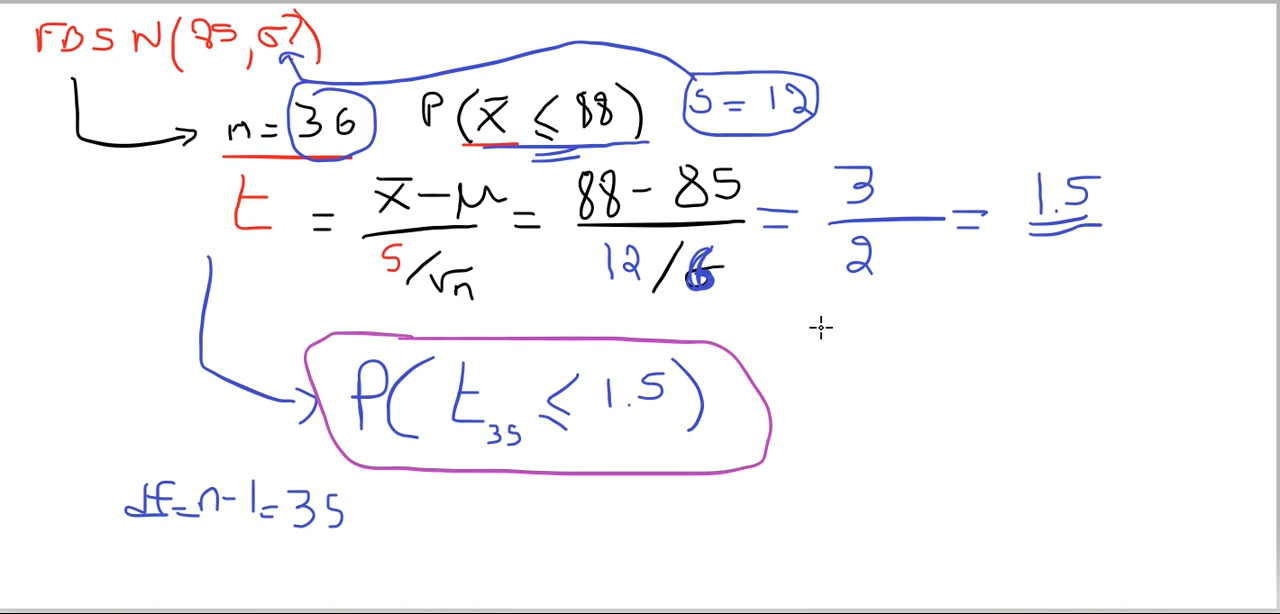 FBS N(85, σ²)
n = 36 P(x̄ ≤ 88) S = 12
t = x̄ - μ / S/√n = 88 - 85 / 12/6 = 3/2 = 1.5
P( t₃₅ ≤ 1.5 )
df = n - 1 = 35